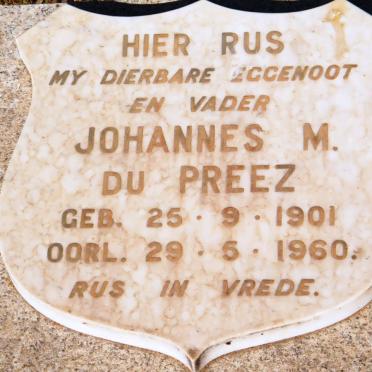 HIER RUS
MY DIERBARE EGGENOOT
EN VADER
JOHANNES M.
DU PREEZ
GEB. 25 · 9 · 1901
OORL. 29 · 5 · 1960.
RUS IN VREDE.